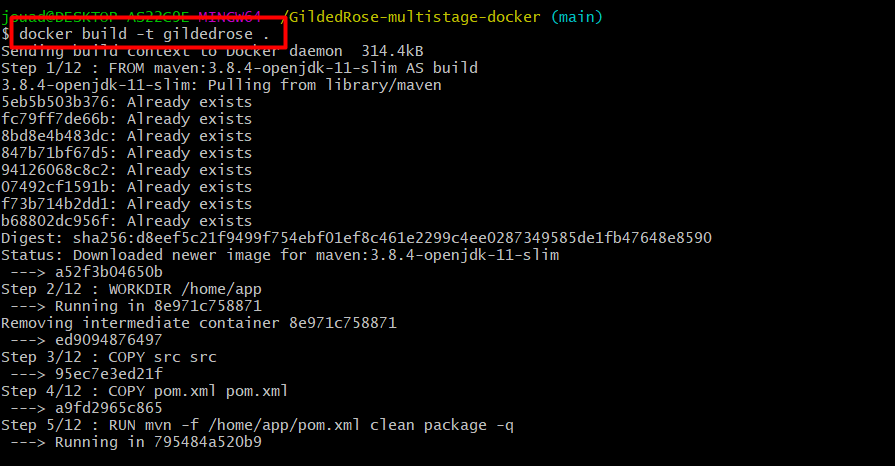 jouad@DESKTOP-AS22G9E MINGW64 ~/GildedRose-multistage-docker (main)
$ docker build -t gildedrose .
Sending build context to Docker daemon  314.4kB
Step 1/12 : FROM maven:3.8.4-openjdk-11-slim AS build
3.8.4-openjdk-11-slim: Pulling from library/maven
5eb5b503b376: Already exists
fc79ff7de66b: Already exists
8bd8e4b483dc: Already exists
847b71bf67d5: Already exists
94126068c8c2: Already exists
07492cf1591b: Already exists
f73b714b2dd1: Already exists
b68802dc956f: Already exists
Digest: sha256:d8eef5c21f9499f754ebf01ef8c461e2299c4ee0287349585de1fb47648e8590
Status: Downloaded newer image for maven:3.8.4-openjdk-11-slim
 ---> a52f3b04650b
Step 2/12 : WORKDIR /home/app
 ---> Running in 8e971c758871
Removing intermediate container 8e971c758871
 ---> ed9094876497
Step 3/12 : COPY src src
 ---> 95ec7e3ed21f
Step 4/12 : COPY pom.xml pom.xml
 ---> a9fd2965c865
Step 5/12 : RUN mvn -f /home/app/pom.xml clean package -q
 ---> Running in 795484a520b9